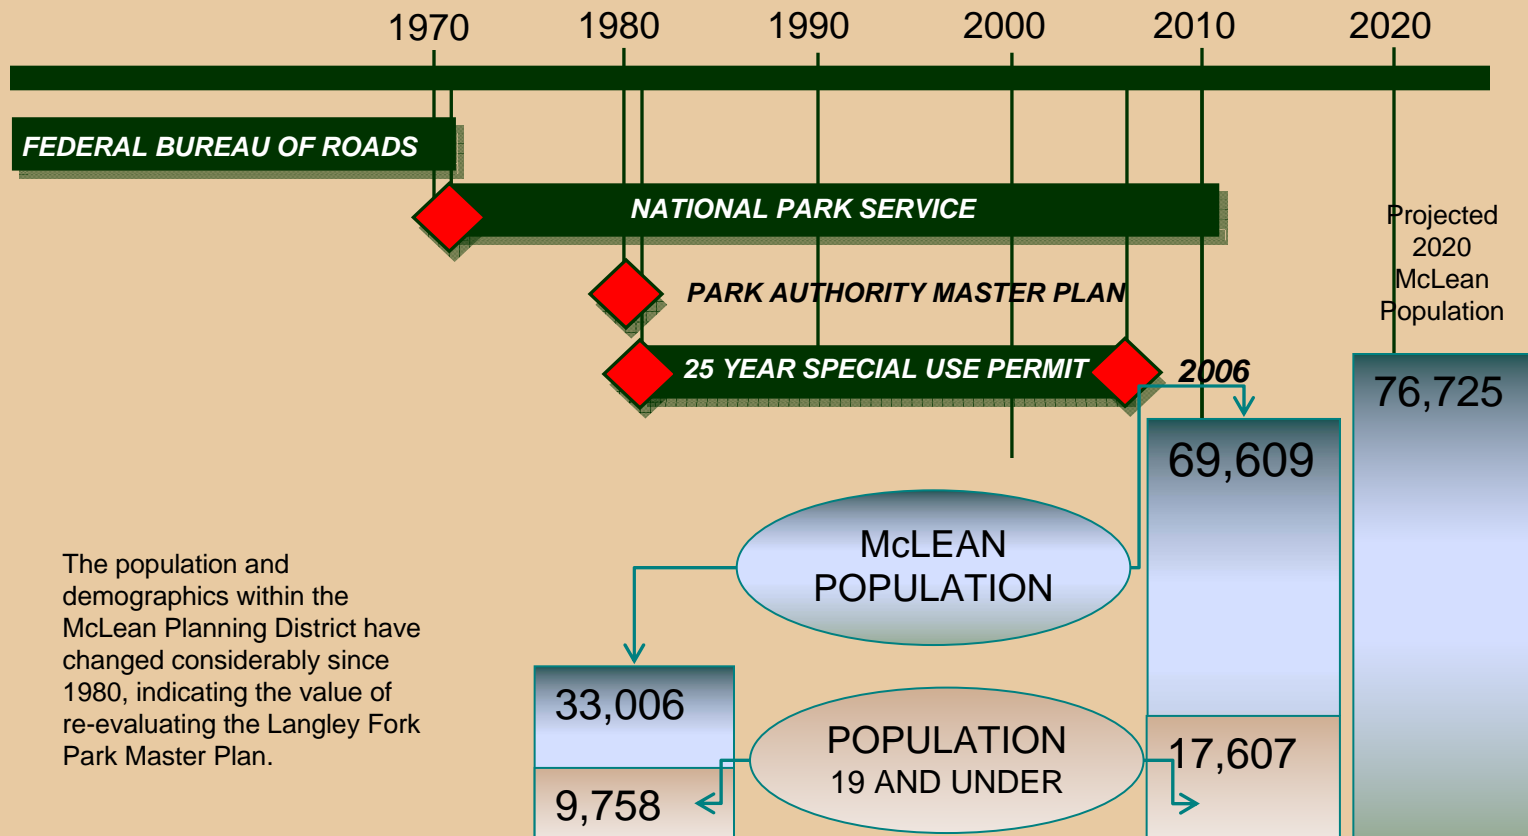 1970 1980 1990 2000 2010 2020
FEDERAL BUREAU OF ROADS
NATIONAL PARK SERVICE
Projected
2020
McLean
Population
PARK AUTHORITY MASTER PLAN
25 YEAR SPECIAL USE PERMIT
2006
76,725
69,609
McLEAN
POPULATION
The population and
demographics within the
McLean Planning District have
changed considerably since
1980, indicating the value of
re-evaluating the Langley Fork
Park Master Plan.
33,006
POPULATION
19 AND UNDER
17,607
9,758